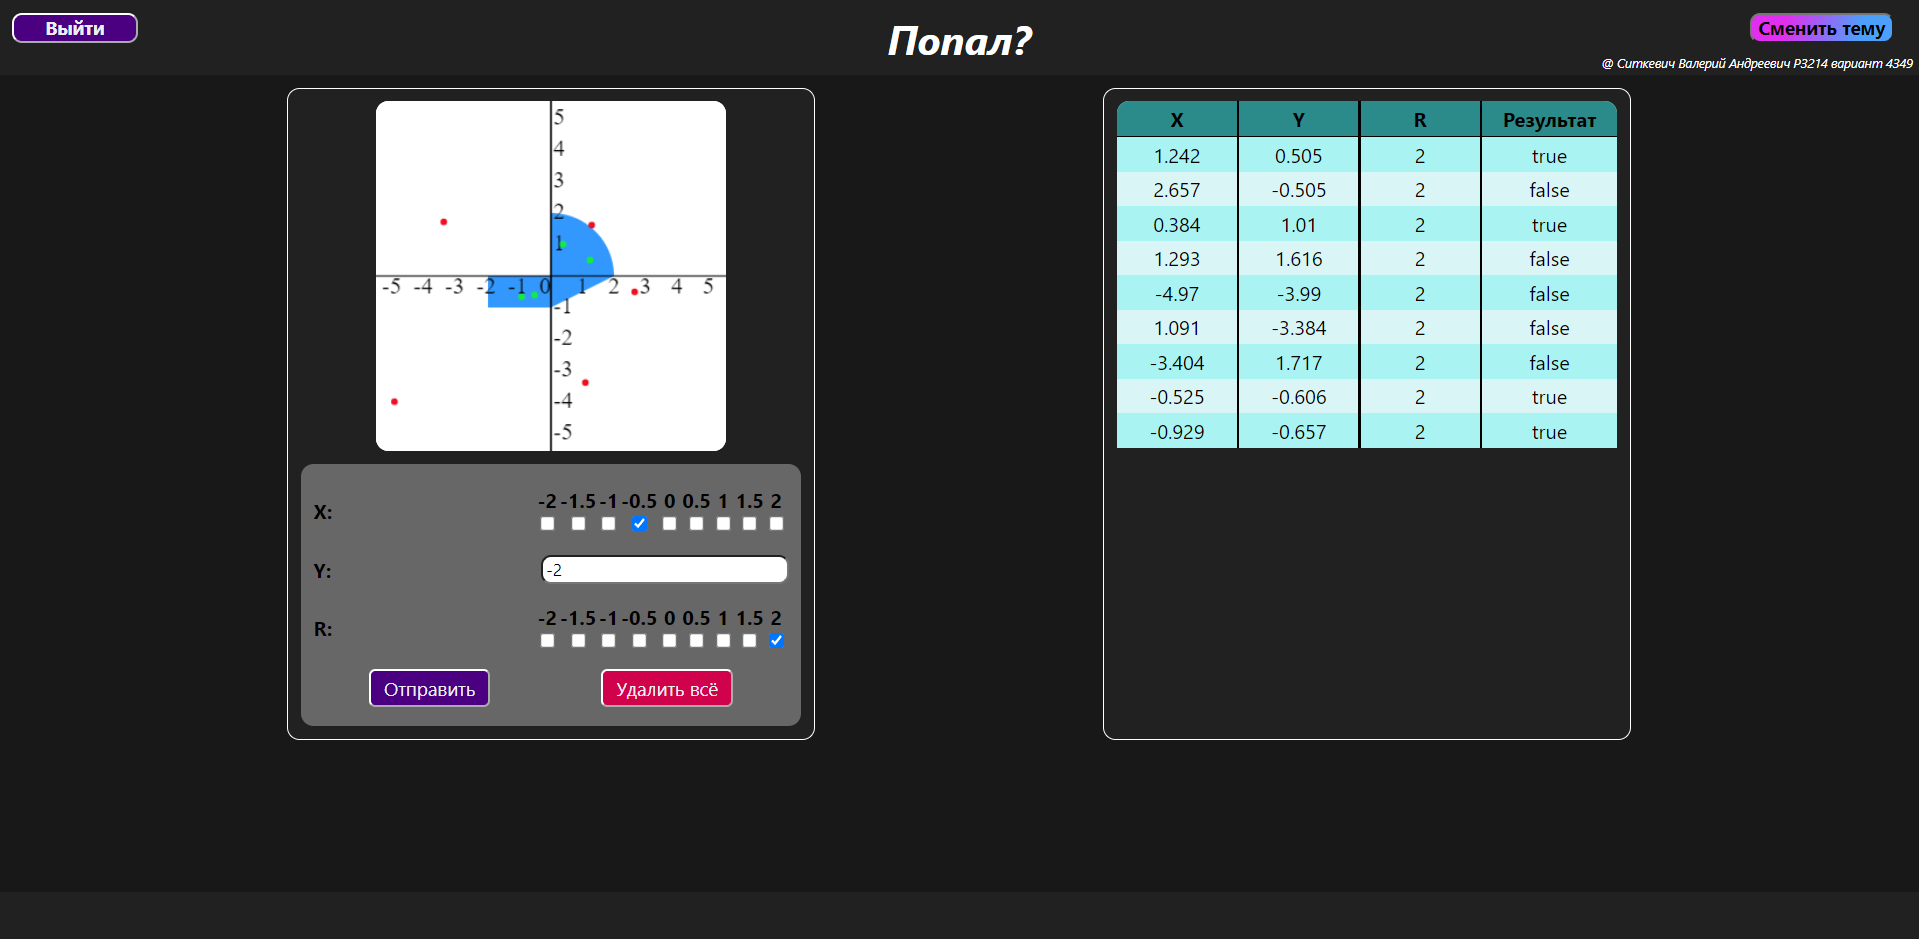 Выйти
Попал?
Сменить тему
@ Ситкевич Валерий Андреевич P3214 вариант 4349
5
4
3
2
1
-5 -4 -3 -2 -1 0 1 2 3 4 5
-1
-2
-3
-4
-5
X: -2 -1.5 -1 -0.5 0 0.5 1 1.5 2
Y: -2
R: -2 -1.5 -1 -0.5 0 0.5 1 1.5 2
Отправить Удалить всё
X Y R Результат
1.242 0.505 2 true
2.657 -0.505 2 false
0.384 1.01 2 true
1.293 1.616 2 false
-4.97 -3.99 2 false
1.091 -3.384 2 false
-3.404 1.717 2 false
-0.525 -0.606 2 true
-0.929 -0.657 2 true